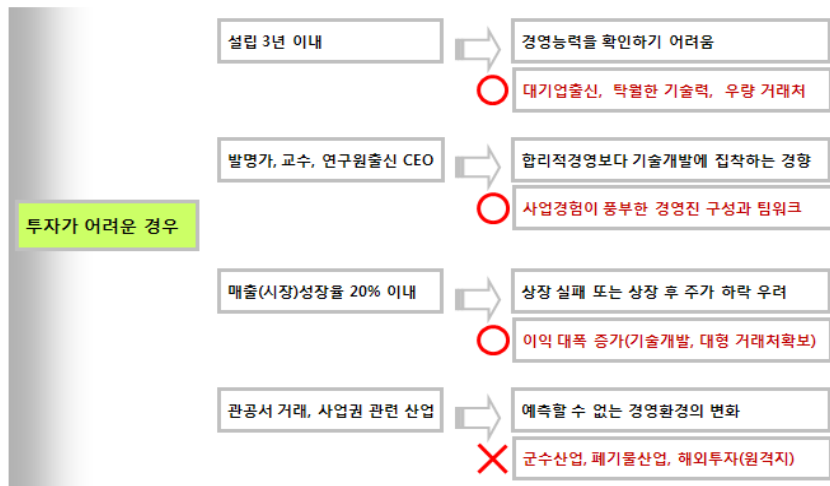 설립 3년 이내
경영능력을 확인하기 어려움
대기업출신, 탁월한 기술력, 우량 거래처
발명가, 교수, 연구원출신 CEO
합리적경영보다 기술개발에 집착하는 경향
사업경험이 풍부한 경영진 구성과 팀워크
투자가 어려운 경우
매출(시장)성장율 20% 이내
상장 실패 또는 상장 후 주가 하락 우려
이익 대폭 증가(기술개발, 대형 거래처확보)
관공서 거래, 사업권 관련 산업
예측할 수 없는 경영환경의 변화
군수산업, 폐기물산업, 해외투자(원격지)